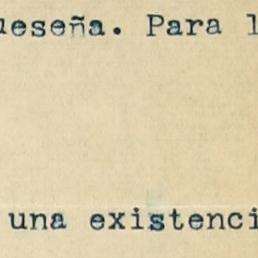 ueseña. Para l
una existenci